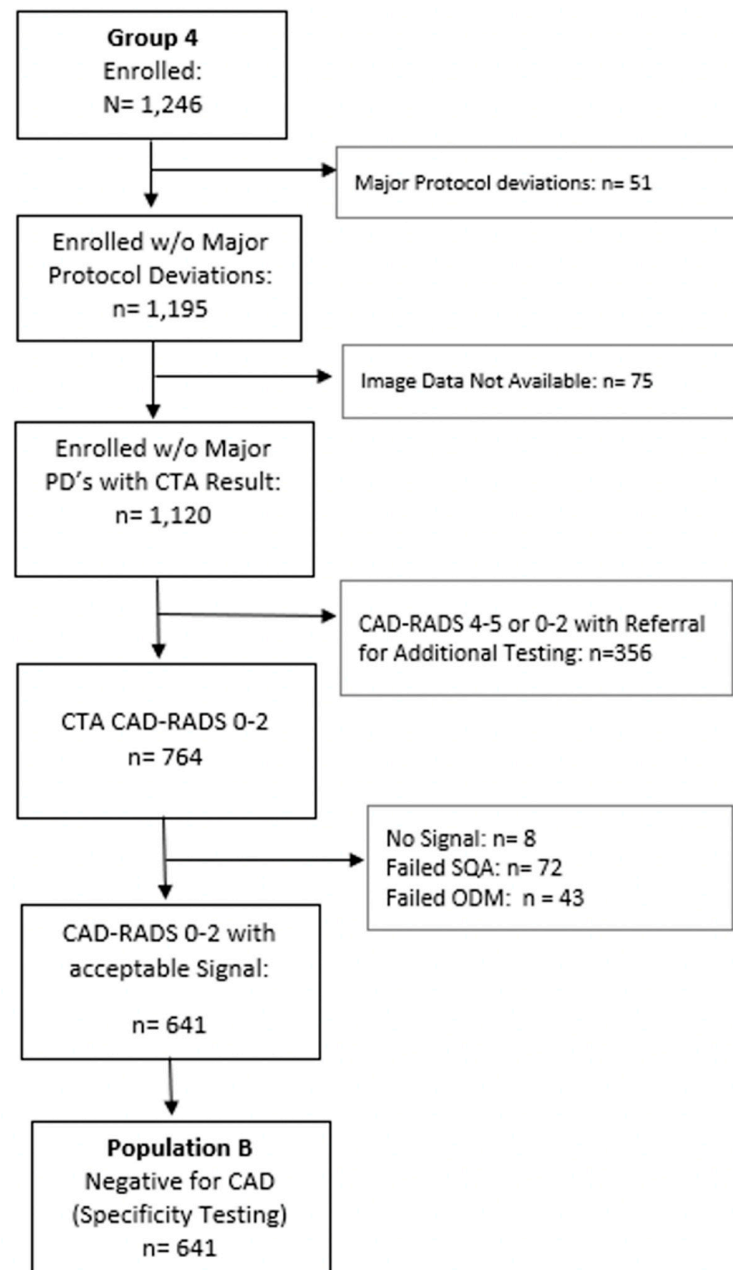 Group 4
Enrolled:
N= 1,246
Major Protocol deviations: n= 51
Enrolled w/o Major
Protocol Deviations:
n= 1,195
Image Data Not Available: n= 75
Enrolled w/o Major
PD's with CTA Result:
n= 1,120
CAD-RADS 4-5 or 0-2 with Referral
for Additional Testing: n=356
CTA CAD-RADS 0-2
n= 764
No Signal: n= 8
Failed SQA: n= 72
Failed ODM: n = 43
CAD-RADS 0-2 with
acceptable Signal:
n= 641
Population B
Negative for CAD
(Specificity Testing)
n= 641